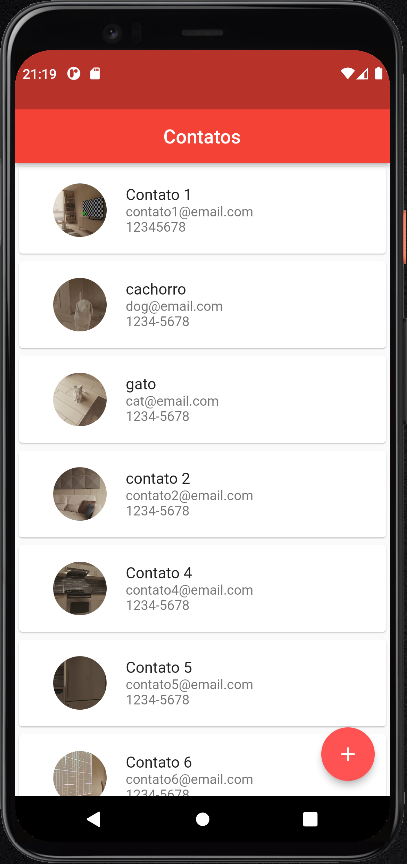 21:19
Contatos
Contato 1
contato1@email.com
12345678
cachorro
dog@email.com
1234-5678
gato
cat@email.com
1234-5678
contato 2
contato2@email.com
1234-5678
Contato 4
contato4@email.com
1234-5678
Contato 5
contato5@email.com
1234-5678
Contato 6
contato6@email.com
1234-5678